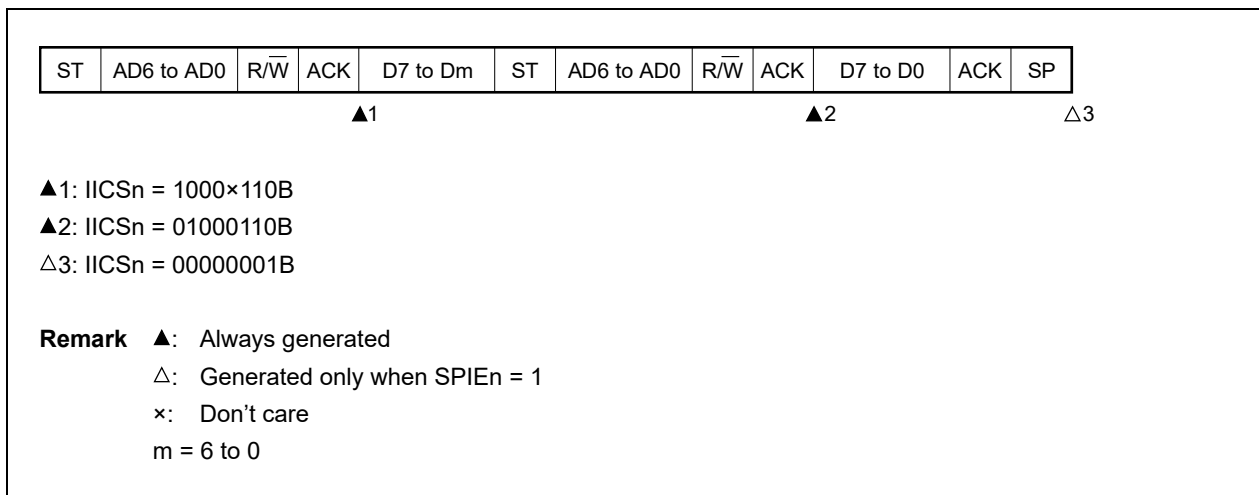 ST AD6 to AD0 R/W̅ ACK D7 to Dm ST AD6 to AD0 R/W̅ ACK D7 to D0 ACK SP
▲1 ▲2 △3
▲1: IICSn = 1000×110B
▲2: IICSn = 01000110B
△3: IICSn = 00000001B
Remark ▲: Always generated
△: Generated only when SPIEn = 1
×: Don't care
m = 6 to 0